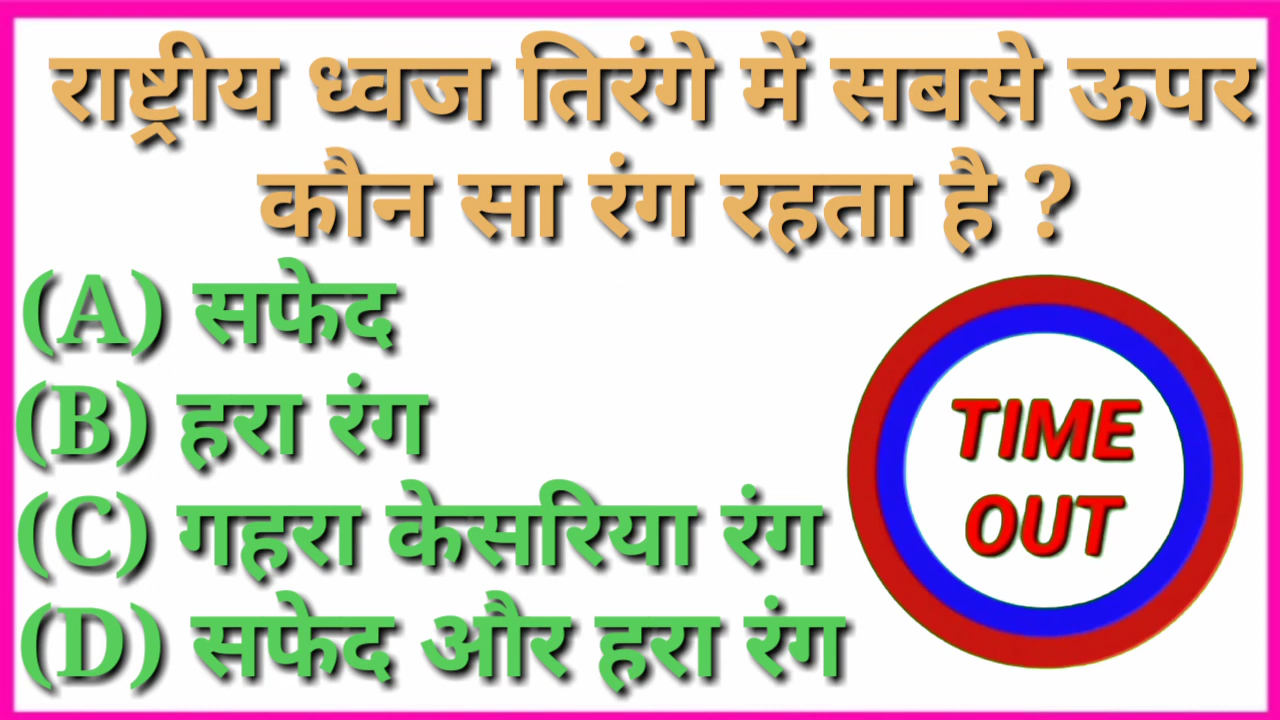 राष्ट्रीय ध्वज तिरंगे में सबसे ऊपर
कौन सा रंग रहता है ?
(A) सफेद
(B) हरा रंग
(C) गहरा केसरिया रंग
(D) सफेद और हरा रंग
TIME
OUT